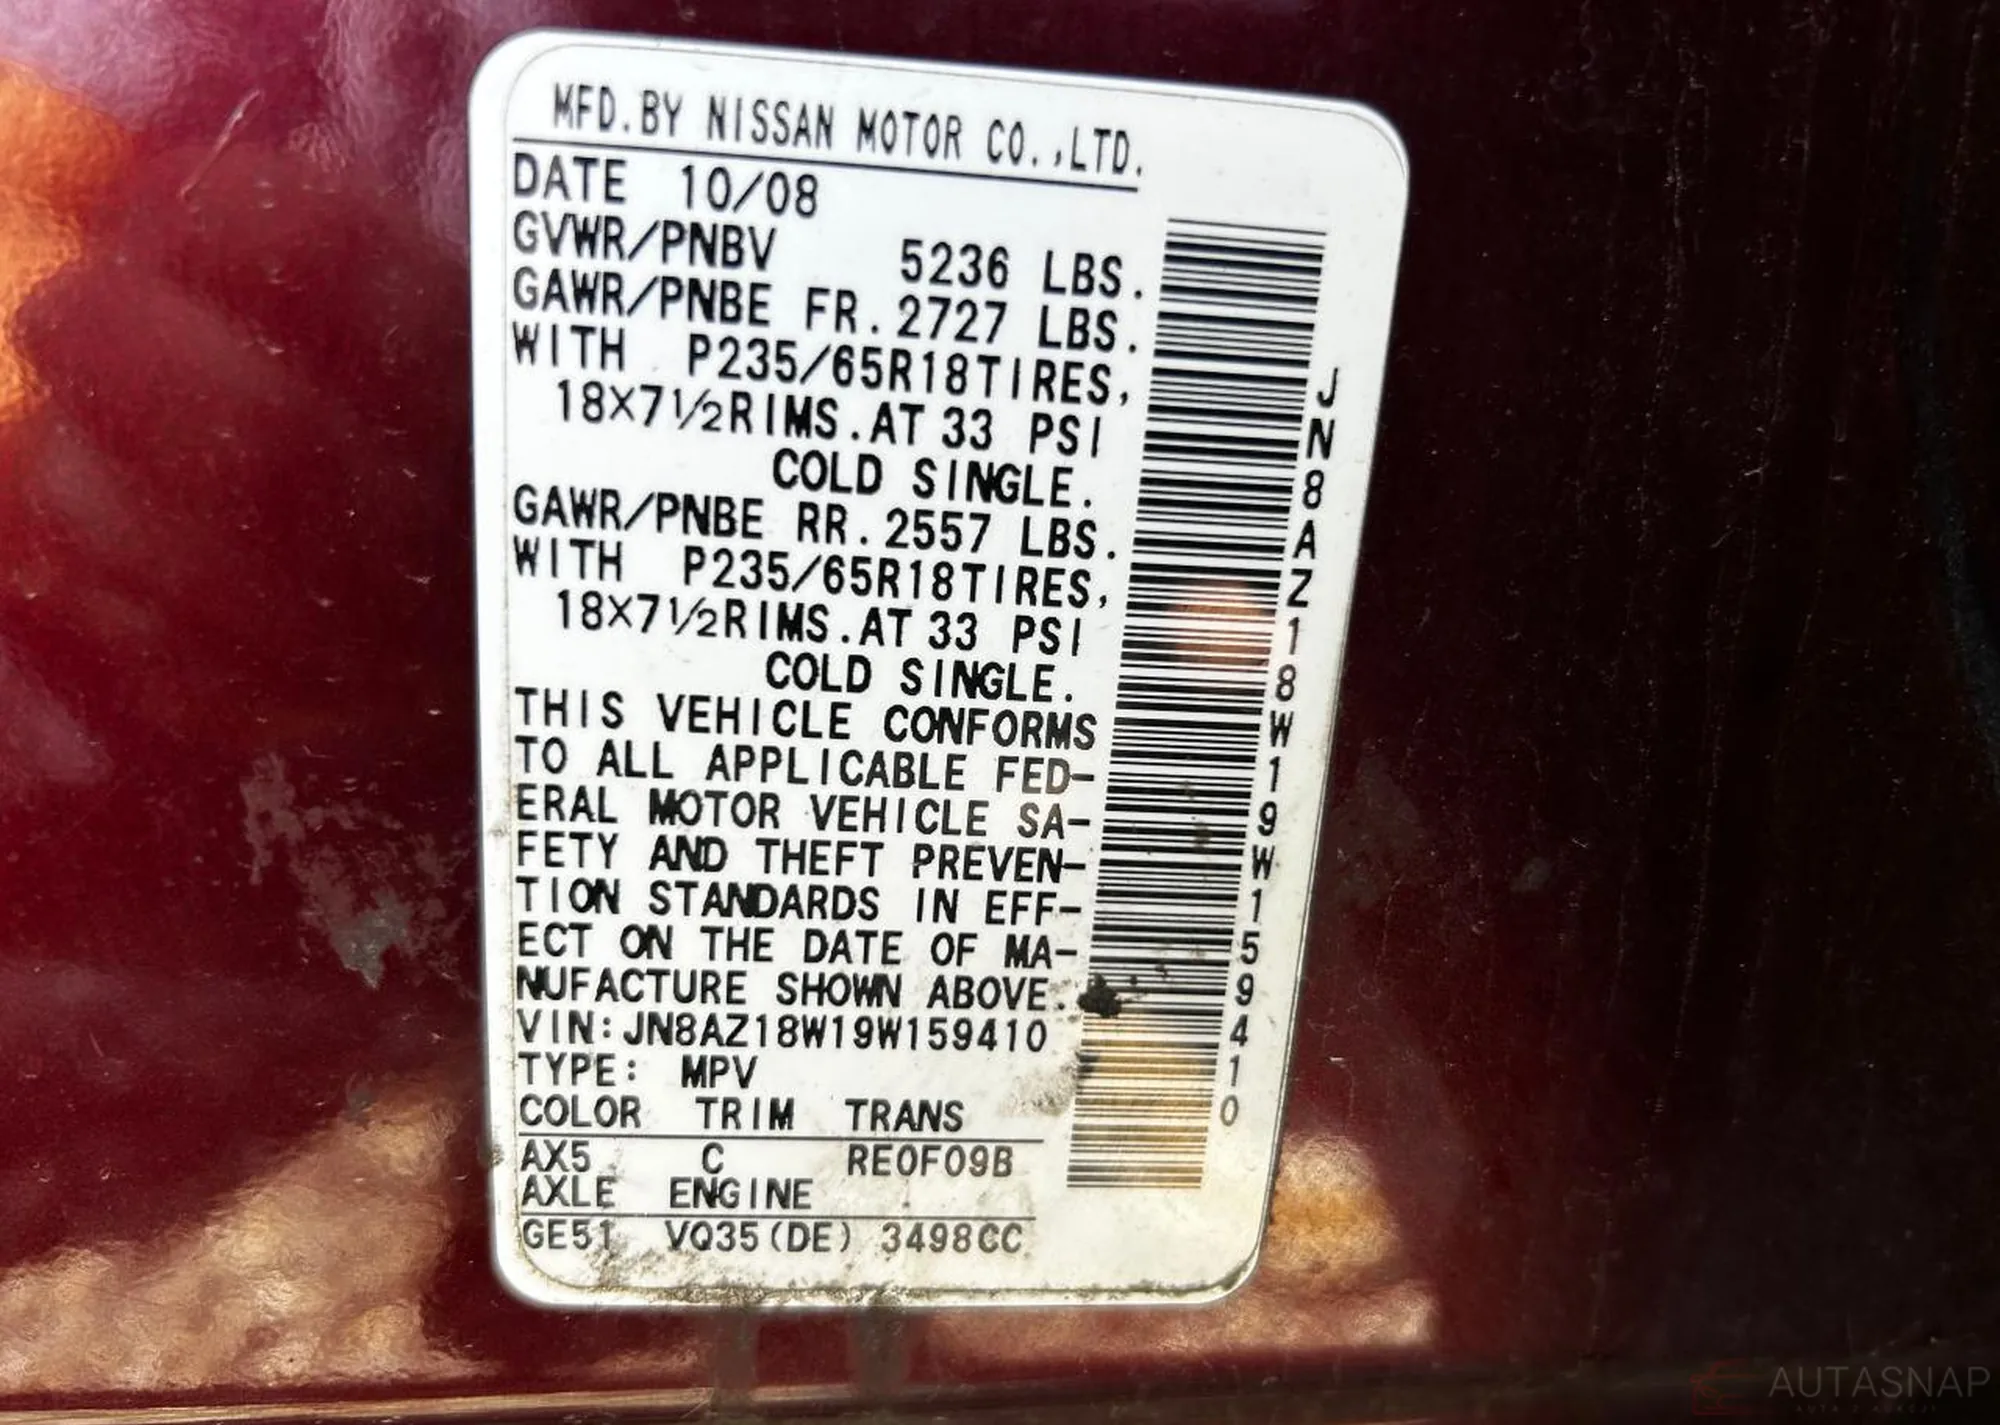 MFD.BY NISSAN MOTOR CO.,LTD.
DATE 10/08
GVWR/PNBV 5236 LBS.
GAWR/PNBE FR.2727 LBS.
WITH P235/65R18TIRES,
18X7½RIMS.AT 33 PSI
COLD SINGLE.
GAWR/PNBE RR.2557 LBS.
WITH P235/65R18TIRES,
18X7½RIMS.AT 33 PSI
COLD SINGLE.
THIS VEHICLE CONFORMS
TO ALL APPLICABLE FED-
ERAL MOTOR VEHICLE SA-
FETY AND THEFT PREVEN-
TION STANDARDS IN EFF-
ECT ON THE DATE OF MA-
NUFACTURE SHOWN ABOVE.
VIN:JN8AZ18W19W159410
TYPE: MPV
COLOR TRIM TRANS
AX5 C RE0F09B
AXLE ENGINE
GE51 VQ35(DE) 3498CC
JN8AZ18W19W159410
AUTASNAP